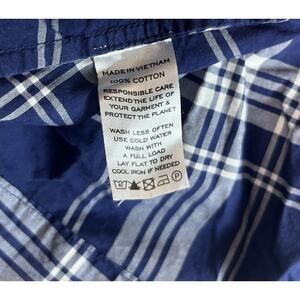 MADE IN VIETNAM
100% COTTON
RESPONSIBLE CARE
EXTEND THE LIFE OF
YOUR GARMENT &
PROTECT THE PLANET
WASH LESS OFTEN
USE COLD WATER
WASH WITH
A FULL LOAD
LAY FLAT TO DRY
COOL IRON IF NEEDED
P